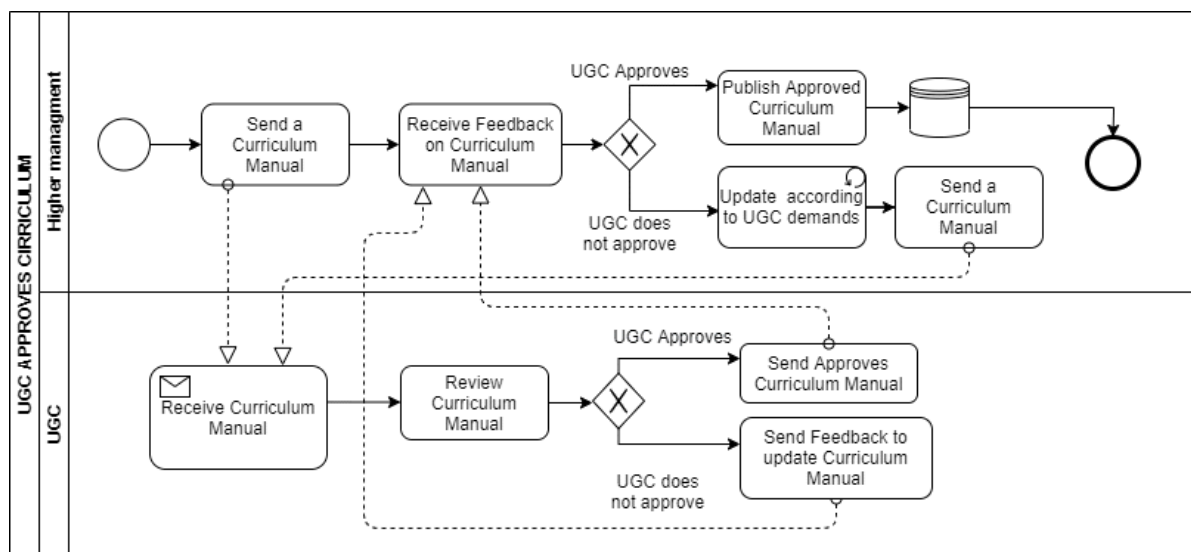 UGC APPROVES CIRRICULUM
Higher managment
UGC Approves
Publish Approved
Curriculum
Manual
Send a
Curriculum
Manual
Receive Feedback
on Curriculum
Manual
UGC does
not approve
Update according
to UGC demands
Send a
Curriculum
Manual
UGC
UGC Approves
Send Approves
Curriculum Manual
Receive Curriculum
Manual
Review
Curriculum
Manual
UGC does
not approve
Send Feedback to
update Curriculum
Manual